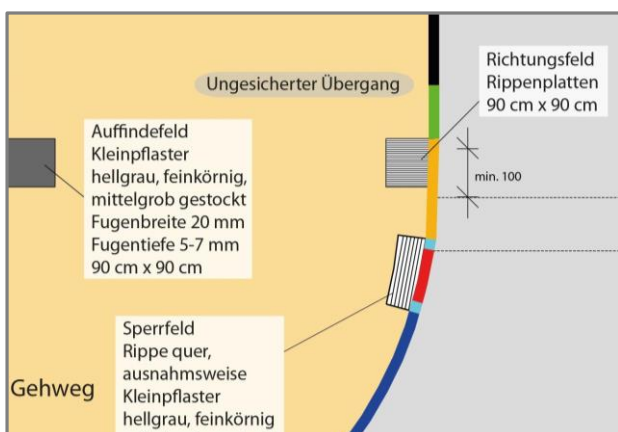 Ungesicherter Übergang
Richtungsfeld
Rippenplatten
90 cm x 90 cm
Auffindefeld
Kleinpflaster
hellgrau, feinkörnig,
mittelgrob gestockt
Fugenbreite 20 mm
Fugentiefe 5-7 mm
90 cm x 90 cm
min. 100
Sperrfeld
Rippe quer,
ausnahmsweise
Kleinpflaster
hellgrau, feinkörnig
Gehweg